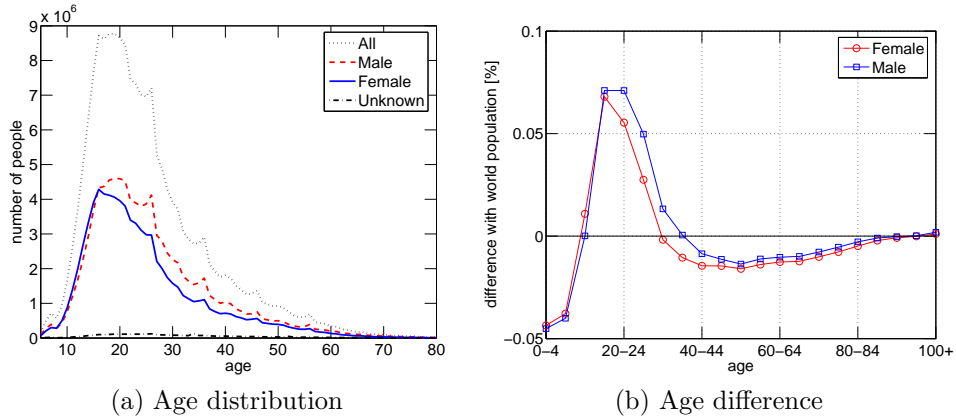 x 10⁶
9
8
7
6
5
4
3
2
1
0
number of people
10 20 30 40 50 60 70 80
age
All
Male
Female
Unknown
(a) Age distribution
0.1
0.05
0
−0.05
difference with world population [%]
0−4 20−24 40−44 60−64 80−84 100+
age
Female
Male
(b) Age difference